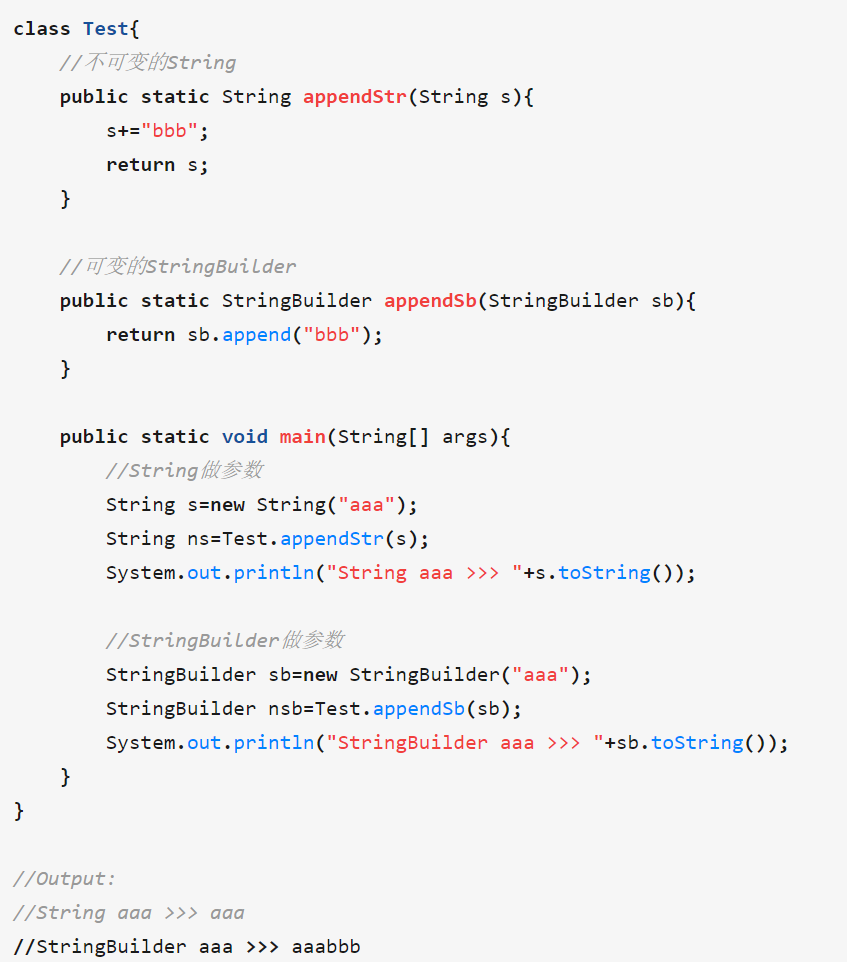 class Test{
    //不可变的String
    public static String appendStr(String s){
        s+="bbb";
        return s;
    }

    //可变的StringBuilder
    public static StringBuilder appendSb(StringBuilder sb){
        return sb.append("bbb");
    }

    public static void main(String[] args){
        //String做参数
        String s=new String("aaa");
        String ns=Test.appendStr(s);
        System.out.println("String aaa >>> "+s.toString());

        //StringBuilder做参数
        StringBuilder sb=new StringBuilder("aaa");
        StringBuilder nsb=Test.appendSb(sb);
        System.out.println("StringBuilder aaa >>> "+sb.toString());
    }
}

//Output:
//String aaa >>> aaa
//StringBuilder aaa >>> aaabbb